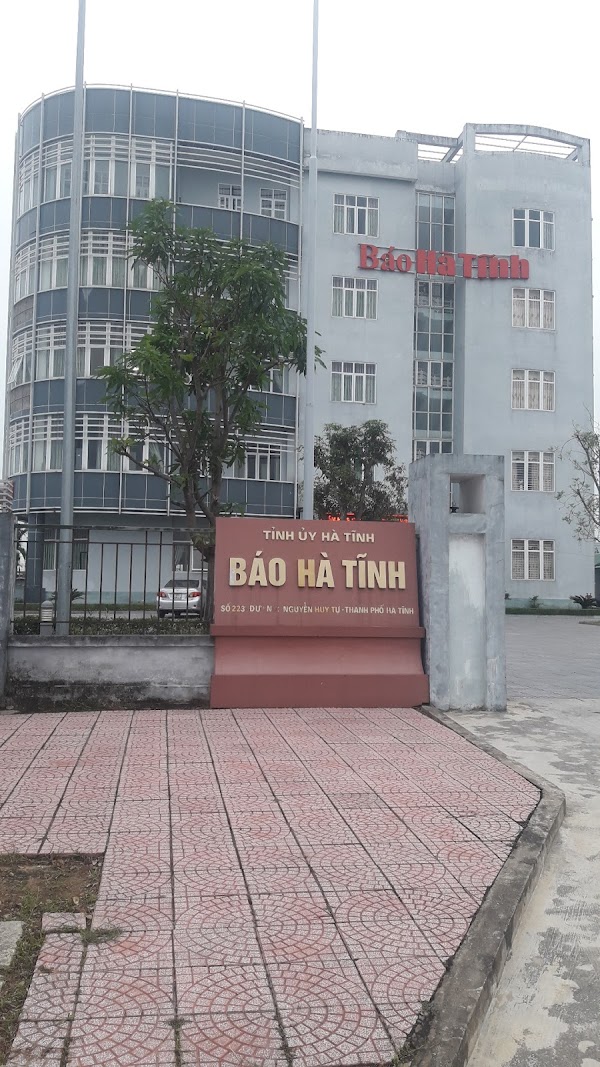 Báo Hà Tĩnh
TỈNH ỦY HÀ TĨNH
BÁO HÀ TĨNH
SỐ 223 NGUYỄN HUY TỰ - THÀNH PHỐ HÀ TĨNH